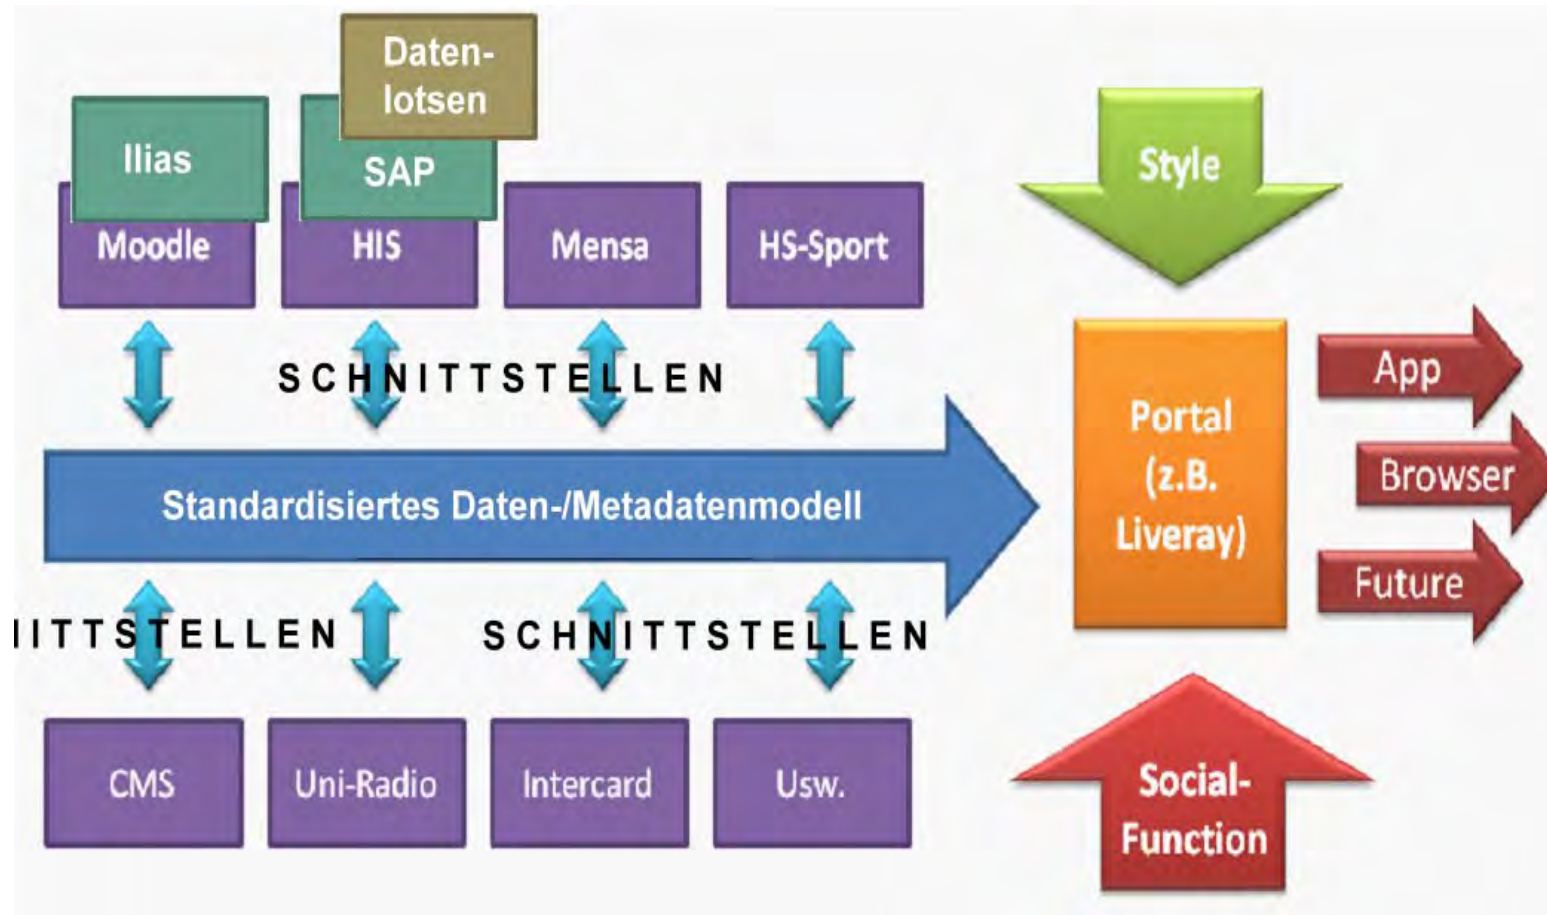 Daten-
lotsen
Ilias
SAP
Moodle
HIS
Mensa
HS-Sport
SCHNITTSTELLEN
Standardisiertes Daten-/Metadatenmodell
ITTSTELLEN
SCHNITTSTELLEN
CMS
Uni-Radio
Intercard
Usw.
Style
Portal
(z.B.
Liveray)
App
Browser
Future
Social-
Function